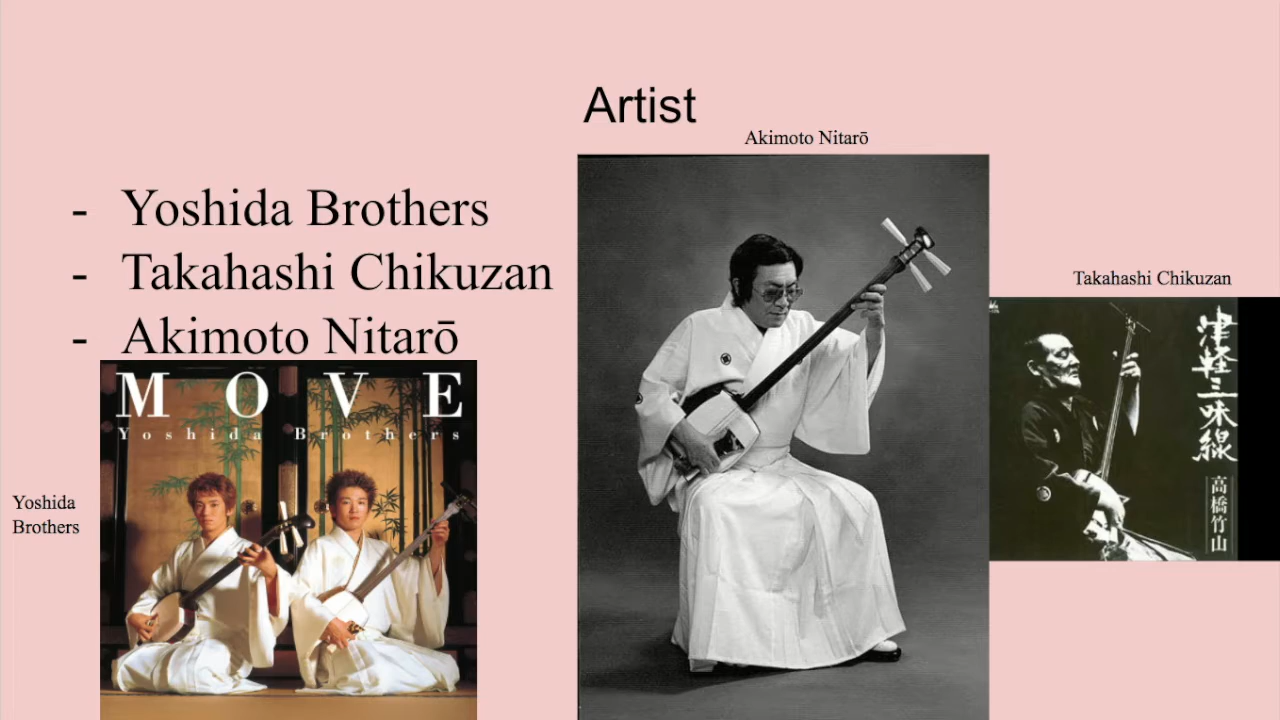 Artist
Akimoto Nitarō
- Yoshida Brothers
- Takahashi Chikuzan
- Akimoto Nitarō
Takahashi Chikuzan
津軽三味線
高橋竹山
MOVE
Yoshida Brothers
Yoshida
Brothers